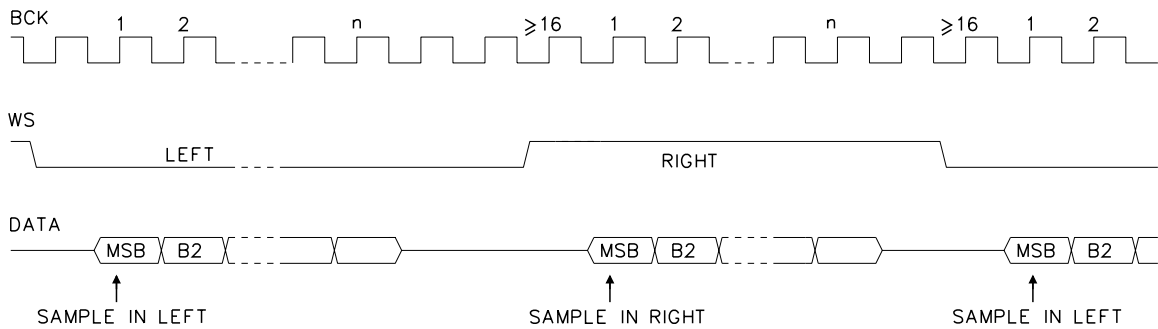 BCK
1 2 n ≥16 1 2 n ≥16 1 2
WS
LEFT RIGHT
DATA
MSB B2 MSB B2 MSB B2
SAMPLE IN LEFT SAMPLE IN RIGHT SAMPLE IN LEFT